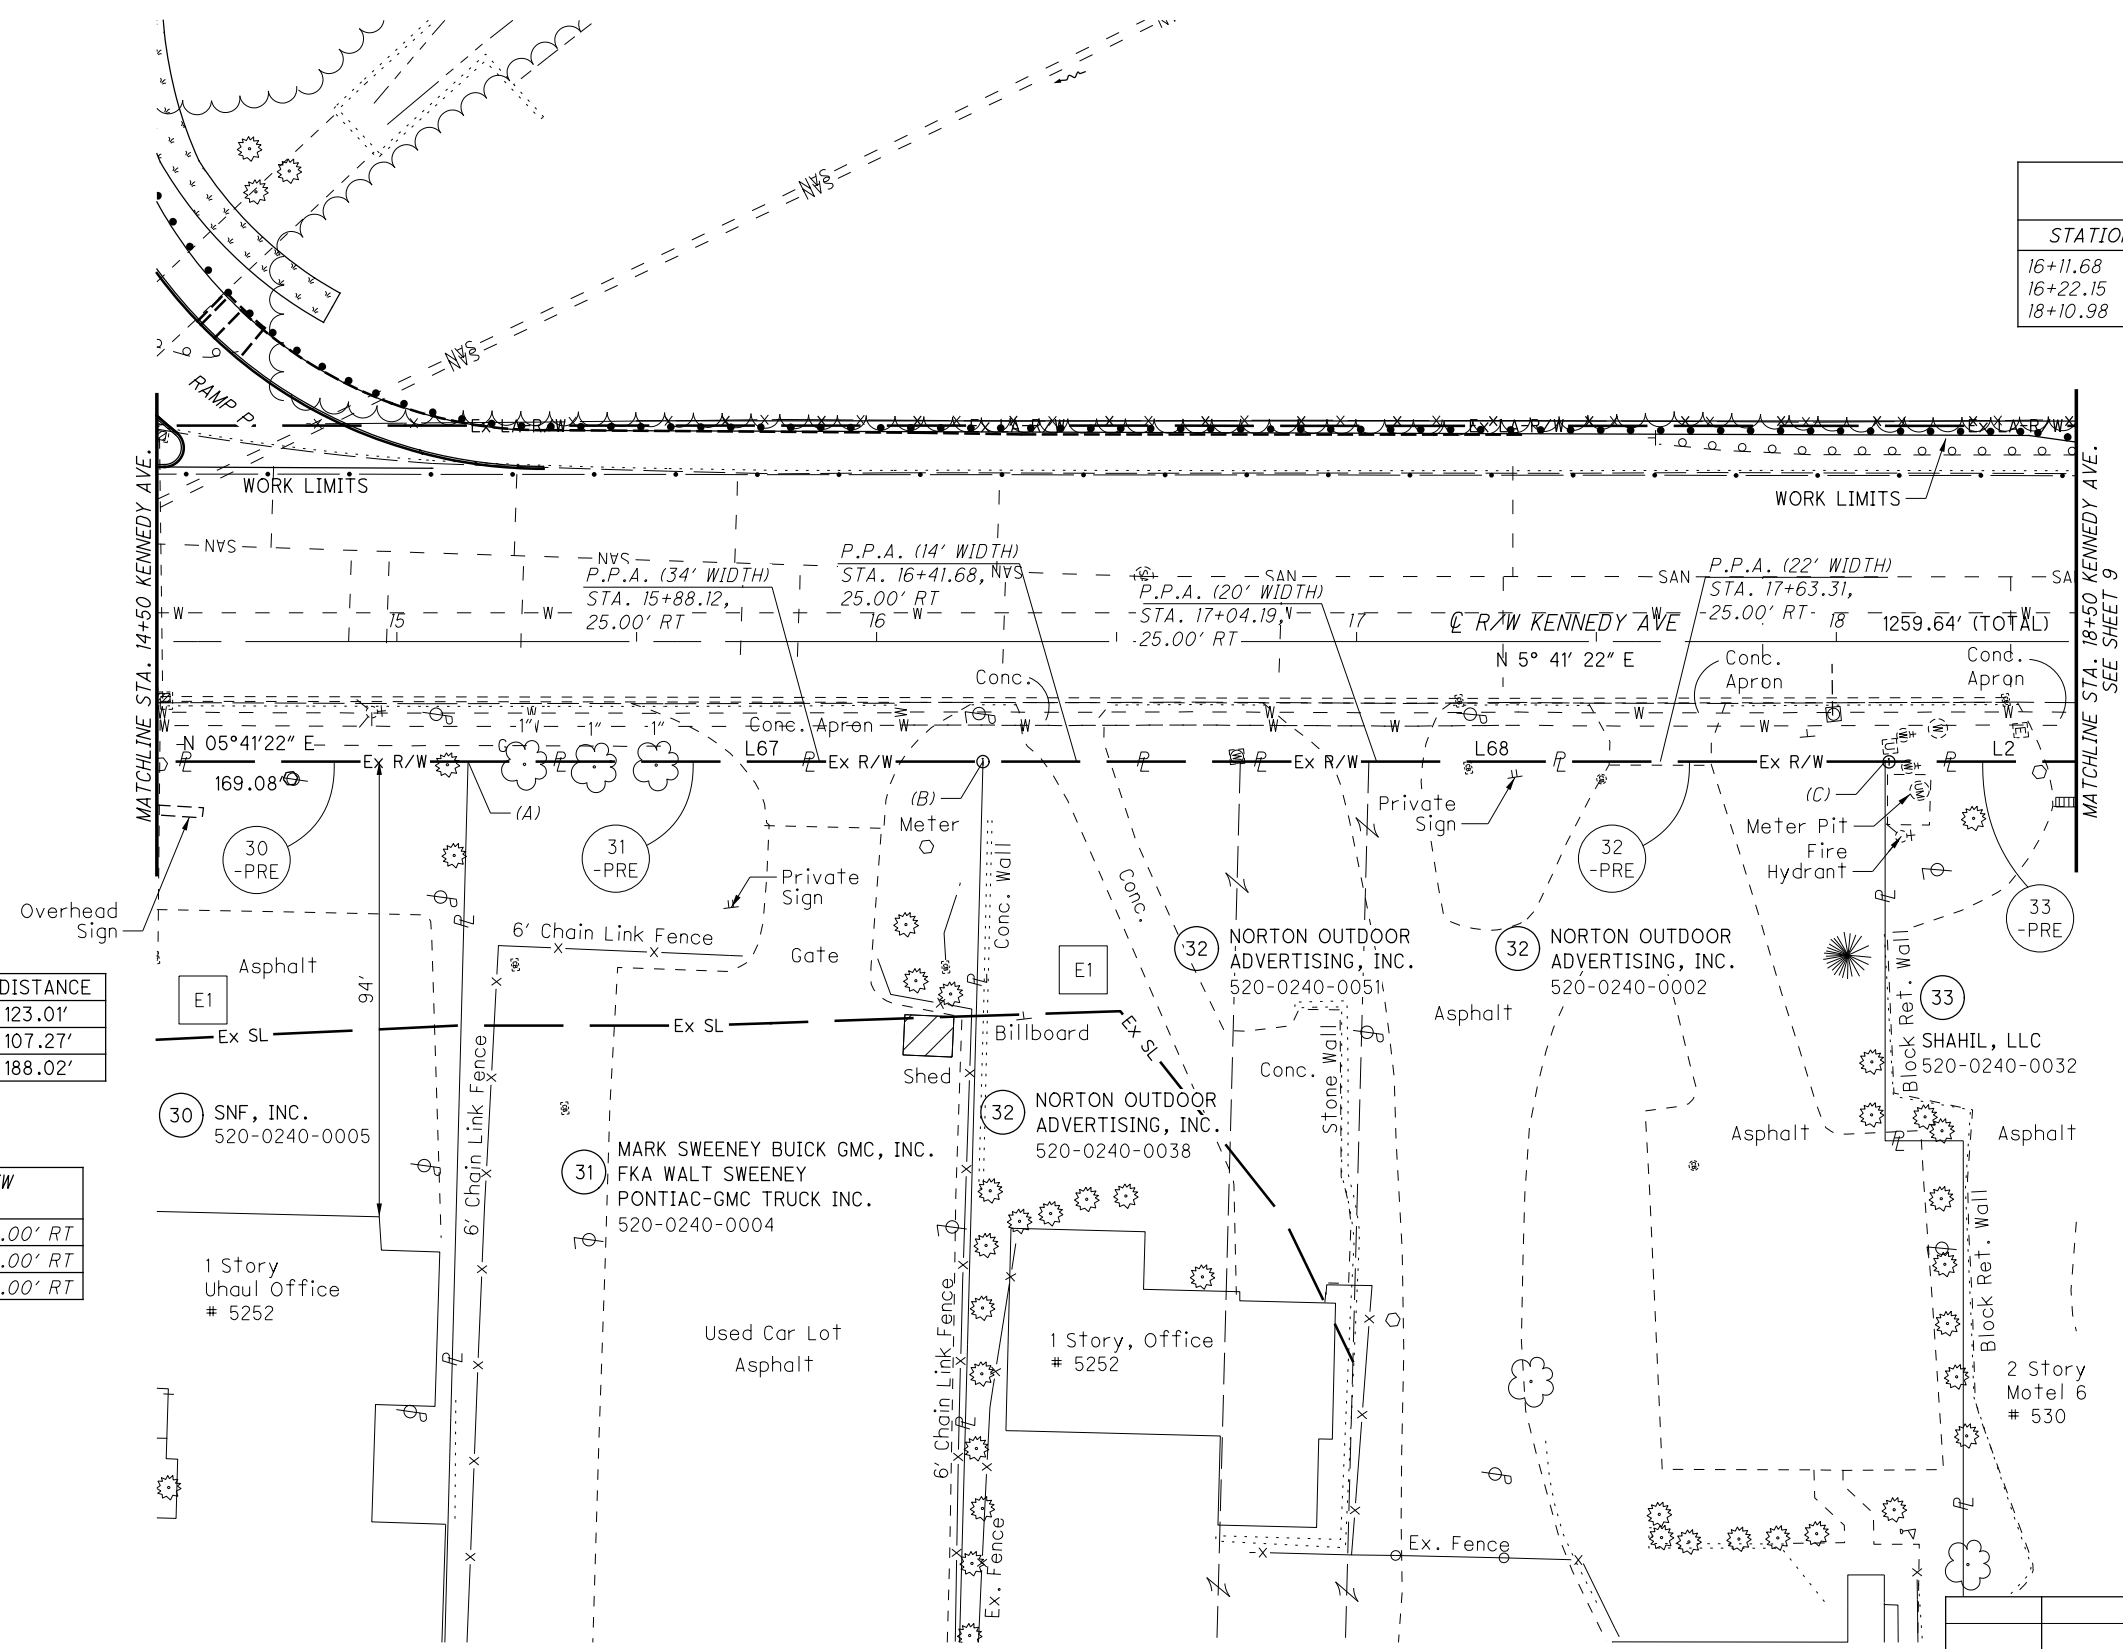 SAN
SAN
SAN
STATIO
16+11.68
16+22.15
18+10.98
RAMP P
Ex LA R/W
Ex LA R/W
Ex LA R/W
Ex LA R/W
WORK LIMITS
WORK LIMITS
MATCHLINE STA. 14+50 KENNEDY AVE.
MATCHLINE STA. 18+50 KENNEDY AVE.
SEE SHEET 9
SAN
SAN
SAN
SAN
SAN
P.P.A. (34' WIDTH)
STA. 15+88.12,
25.00' RT
P.P.A. (14' WIDTH)
STA. 16+41.68,
25.00' RT
P.P.A. (20' WIDTH)
STA. 17+04.19,
25.00' RT
P.P.A. (22' WIDTH)
STA. 17+63.31,
25.00' RT
W
W
W
W
W
15
16
17
18
℄ R/W KENNEDY AVE
1259.64' (TOTAL)
N 5° 41' 22" E
Conc.
Conc.
Apron
Conc.
Apron
Conc. Apron
1"
1"
1"
N 05°41'22" E
169.08'
Ex R/W
L67
Ex R/W
Ex R/W
L68
Ex R/W
L2
(A)
(B)
(C)
30
-PRE
31
-PRE
32
-PRE
33
-PRE
Meter
Private
Sign
Private
Sign
Meter Pit
Fire
Hydrant
Overhead
Sign
6' Chain Link Fence
Gate
Conc. Wall
Conc.
Asphalt
E1
E1
94'
DISTANCE
123.01'
107.27'
188.02'
32
NORTON OUTDOOR
ADVERTISING, INC.
520-0240-0051
32
NORTON OUTDOOR
ADVERTISING, INC.
520-0240-0002
Asphalt
Block Ret. Wall
33
SHAHIL, LLC
520-0240-0032
Ex SL
Ex SL
Ex SL
Billboard
Shed
Conc.
Stone Wall
6' Chain Link Fence
30
SNF, INC.
520-0240-0005
31
MARK SWEENEY BUICK GMC, INC.
FKA WALT SWEENEY
PONTIAC-GMC TRUCK INC.
520-0240-0004
32
NORTON OUTDOOR
ADVERTISING, INC.
520-0240-0038
Asphalt
Asphalt
W
.00' RT
.00' RT
.00' RT
1 Story
Uhaul Office
# 5252
Used Car Lot
Asphalt
6' Chain Link Fence
1 Story, Office
# 5252
Block Ret. Wall
2 Story
Motel 6
# 530
Ex. Fence
Ex. Fence